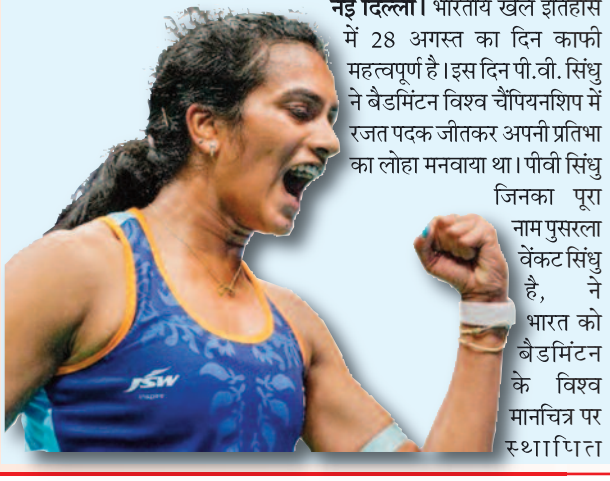 नई दिल्ली। भारतीय खेल इतिहास
में 28 अगस्त का दिन काफी
महत्वपूर्ण है। इस दिन पी.वी. सिंधु
ने बैडमिंटन विश्व चैंपियनशिप में
रजत पदक जीतकर अपनी प्रतिभा
का लोहा मनवाया था। पीवी सिंधु
जिनका पूरा
नाम पुसरला
वेंकट सिंधु
है, ने
भारत को
बैडमिंटन
के विश्व
मानचित्र पर
स्थापिता
JSW
inspire